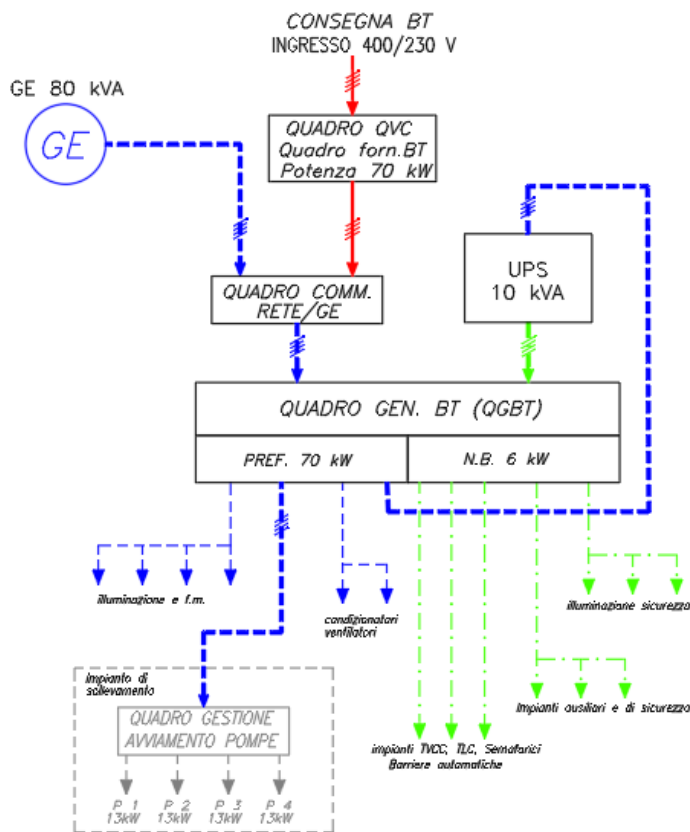 CONSEGNA BT
INGRESSO 400/230 V
GE 80 kVA
GE
QUADRO QVC
Quadro forn.BT
Potenza 70 kW
UPS
10 kVA
QUADRO COMM.
RETE/GE
QUADRO GEN. BT (QGBT)
PREF. 70 kW
N.B. 6 kW
illuminazione e f.m.
condizionatori
ventilatori
illuminazione sicurezza
Impianto di
sollevamento
QUADRO GESTIONE
AVVIAMENTO POMPE
Impianti ausiliari e di sicurezza
impianti TVCC, TLC, Semaforici
Barriere automatiche
P 1
13kW
P 2
13kW
P 3
13kW
P 4
13kW